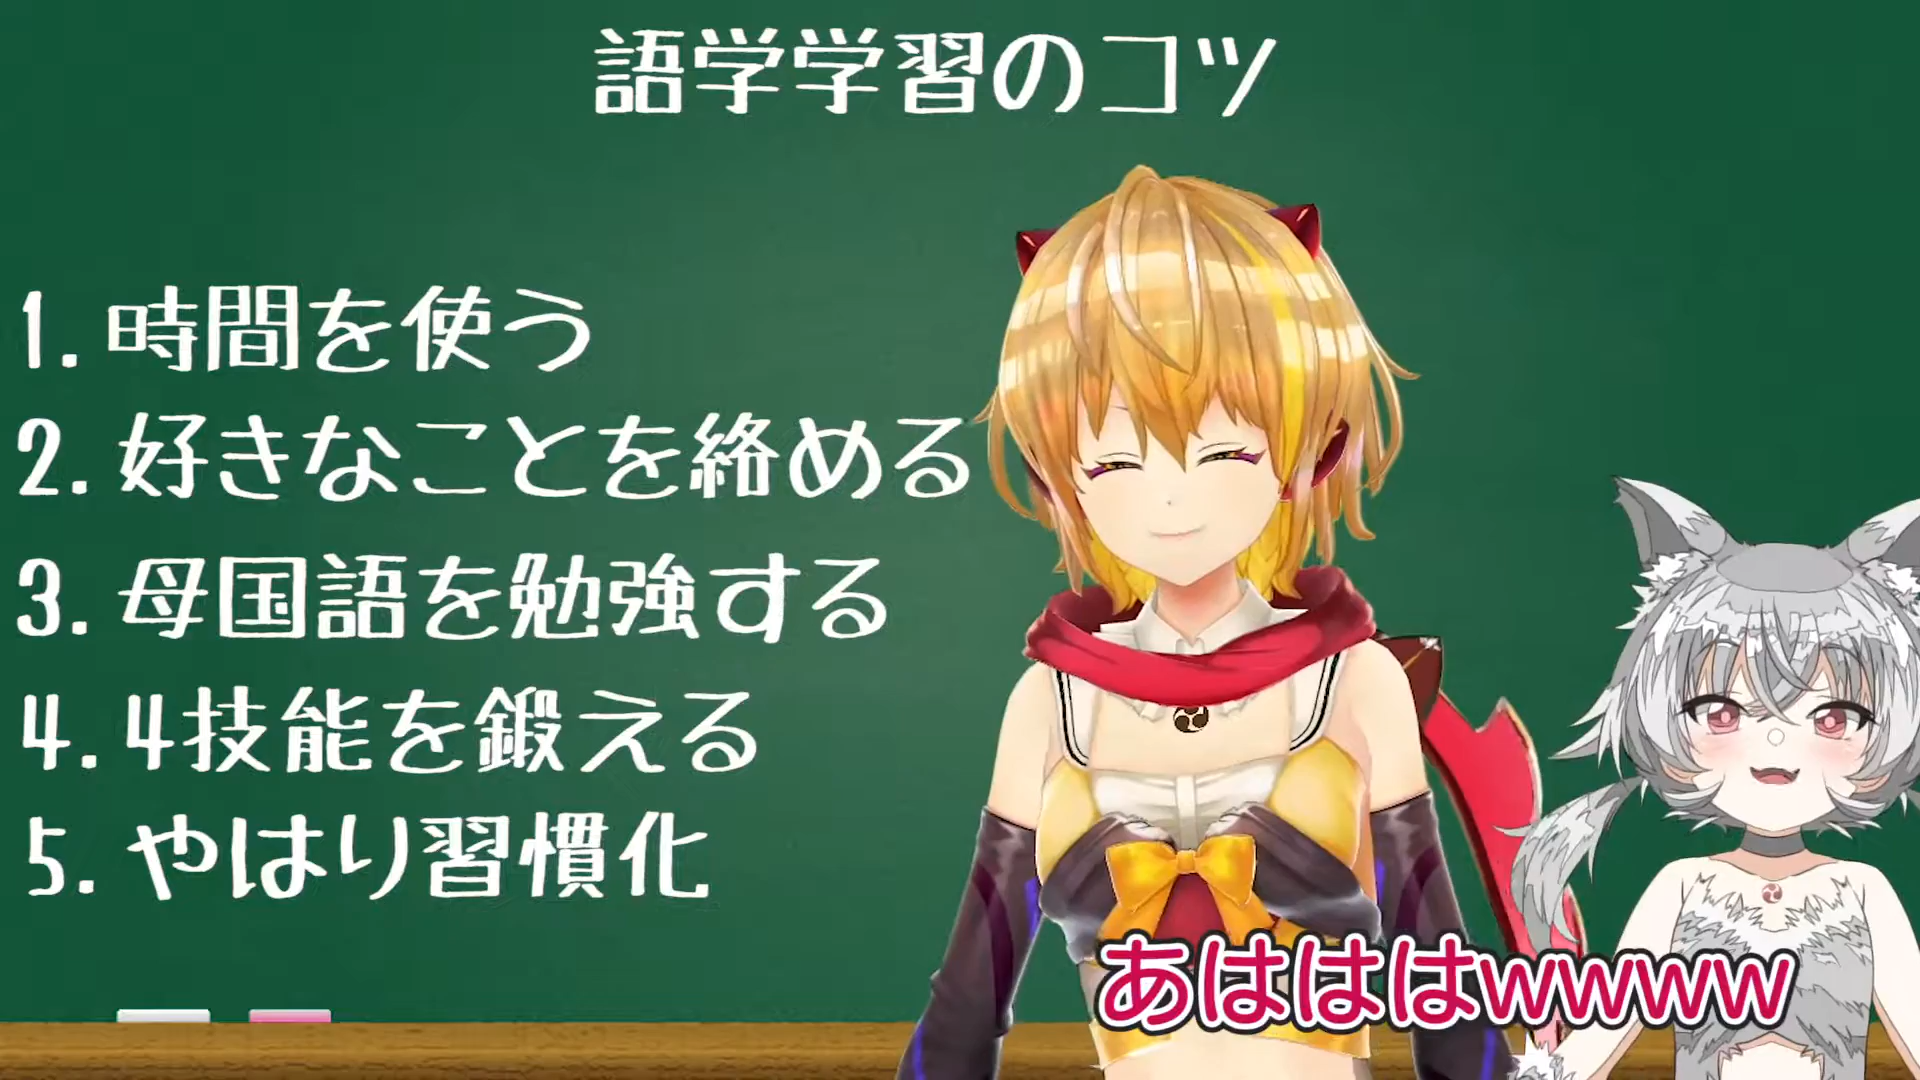 語学学習のコツ
1. 時間を使う
2. 好きなことを絡める
3. 母国語を勉強する
4. 4技能を鍛える
5. やはり習慣化
あはははwwww